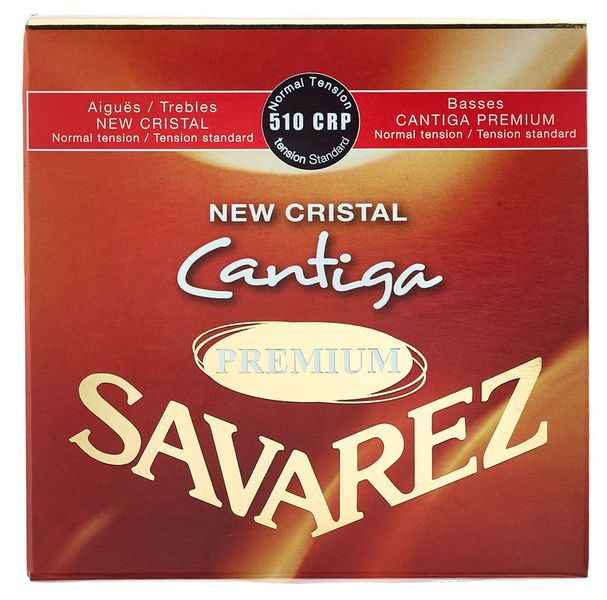 Normal Tension
510 CRP
tension Standard
Aiguës / Trebles
NEW CRISTAL
Normal tension / Tension standard
Basses
CANTIGA PREMIUM
Normal tension / Tension standard
NEW CRISTAL
Cantiga
PREMIUM
SAVAREZ